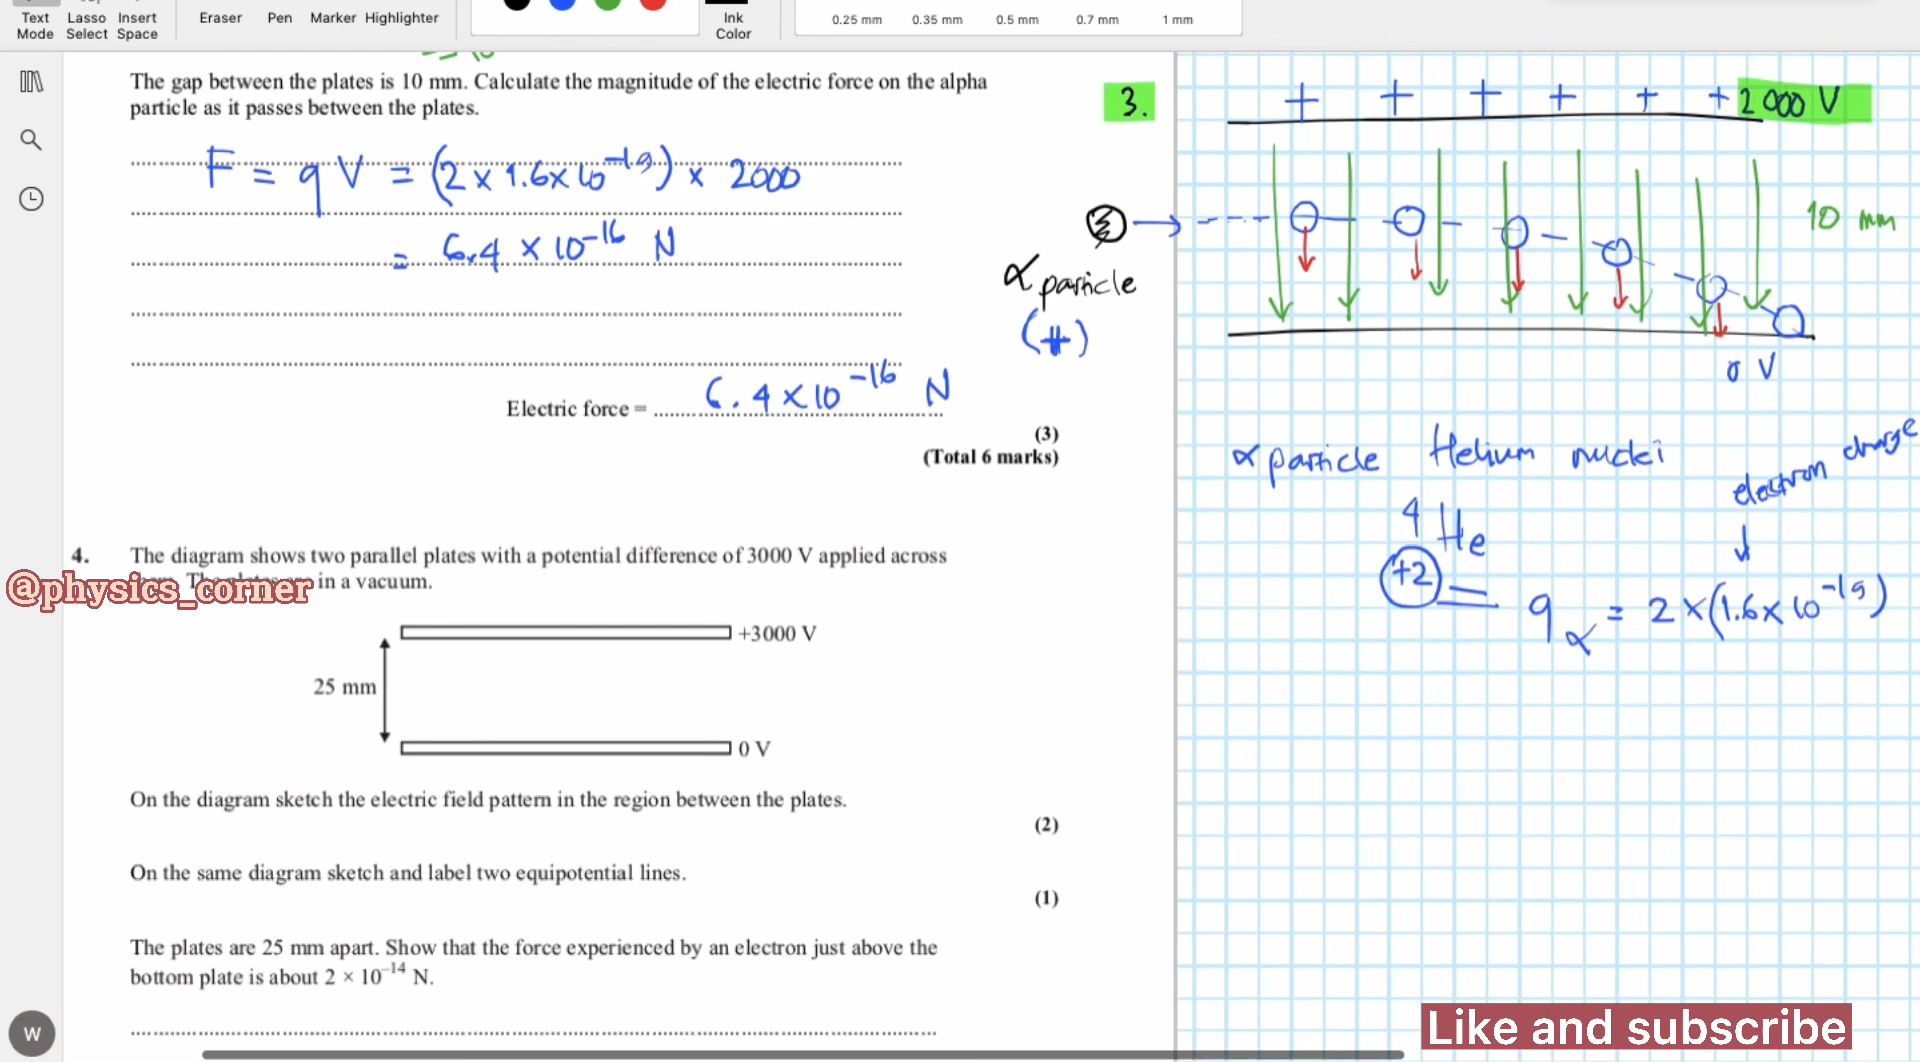 Text Mode
Lasso Select
Insert Space
Eraser
Pen
Marker
Highlighter
Ink Color
0.25 mm
0.35 mm
0.5 mm
0.7 mm
1 mm
The gap between the plates is 10 mm. Calculate the magnitude of the electric force on the alpha
particle as it passes between the plates.
F = qV = (2 x 1.6x10⁻¹⁹) x 2000
= 6.4 x 10⁻¹⁶ N
Electric force = 6.4 x 10⁻¹⁶ N
(3)
(Total 6 marks)
4. The diagram shows two parallel plates with a potential difference of 3000 V applied across
in a vacuum.
@physics_corner
+3000 V
25 mm
0 V
On the diagram sketch the electric field pattern in the region between the plates.
(2)
On the same diagram sketch and label two equipotential lines.
(1)
The plates are 25 mm apart. Show that the force experienced by an electron just above the
bottom plate is about 2 × 10⁻¹⁴ N.
W
3.
+ + + + + + 2000 V
10 mm
α particle
(+)
0 V
α particle Helium nuclei
electron charge
4 He
+2
q α = 2 x (1.6 x 10⁻¹⁹)
Like and subscribe